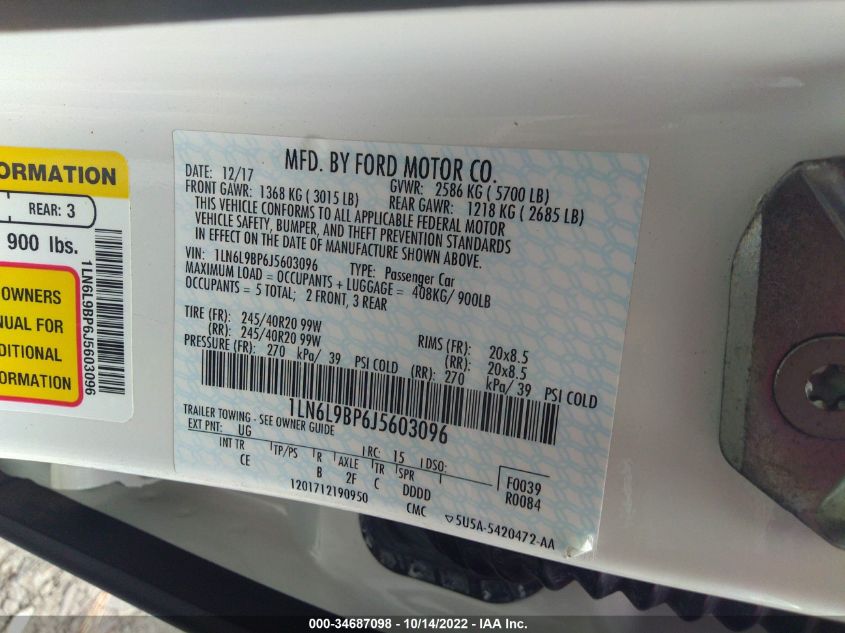 ORMATION
REAR: 3
900 lbs.
OWNERS
NUAL FOR
DITIONAL
FORMATION
1LN6L9BP6J5603096
MFD. BY FORD MOTOR CO.
DATE: 12/17 GVWR: 2586 KG ( 5700 LB)
FRONT GAWR: 1368 KG ( 3015 LB) REAR GAWR: 1218 KG ( 2685 LB)
THIS VEHICLE CONFORMS TO ALL APPLICABLE FEDERAL MOTOR
VEHICLE SAFETY, BUMPER, AND THEFT PREVENTION STANDARDS
IN EFFECT ON THE DATE OF MANUFACTURE SHOWN ABOVE.
VIN: 1LN6L9BP6J5603096 TYPE: Passenger Car
MAXIMUM LOAD = OCCUPANTS + LUGGAGE = 408KG/ 900LB
OCCUPANTS = 5 TOTAL; 2 FRONT, 3 REAR
TIRE (FR): 245/40R20 99W RIMS (FR): 20x8.5
(RR): 245/40R20 99W (RR): 20x8.5
PRESSURE (FR): 270 kPa/ 39 PSI COLD (RR): 270 kPa/ 39 PSI COLD
1LN6L9BP6J5603096
TRAILER TOWING - SEE OWNER GUIDE
EXT PNT: UG RC: 15 DSO: F0039
INT TR TP/PS R AXLE TR SPR R0084
CE B 2F C DDDD
1201712190950 CMC ▽5U5A-5420472-AA
000-34687098 - 10/14/2022 - IAA Inc.